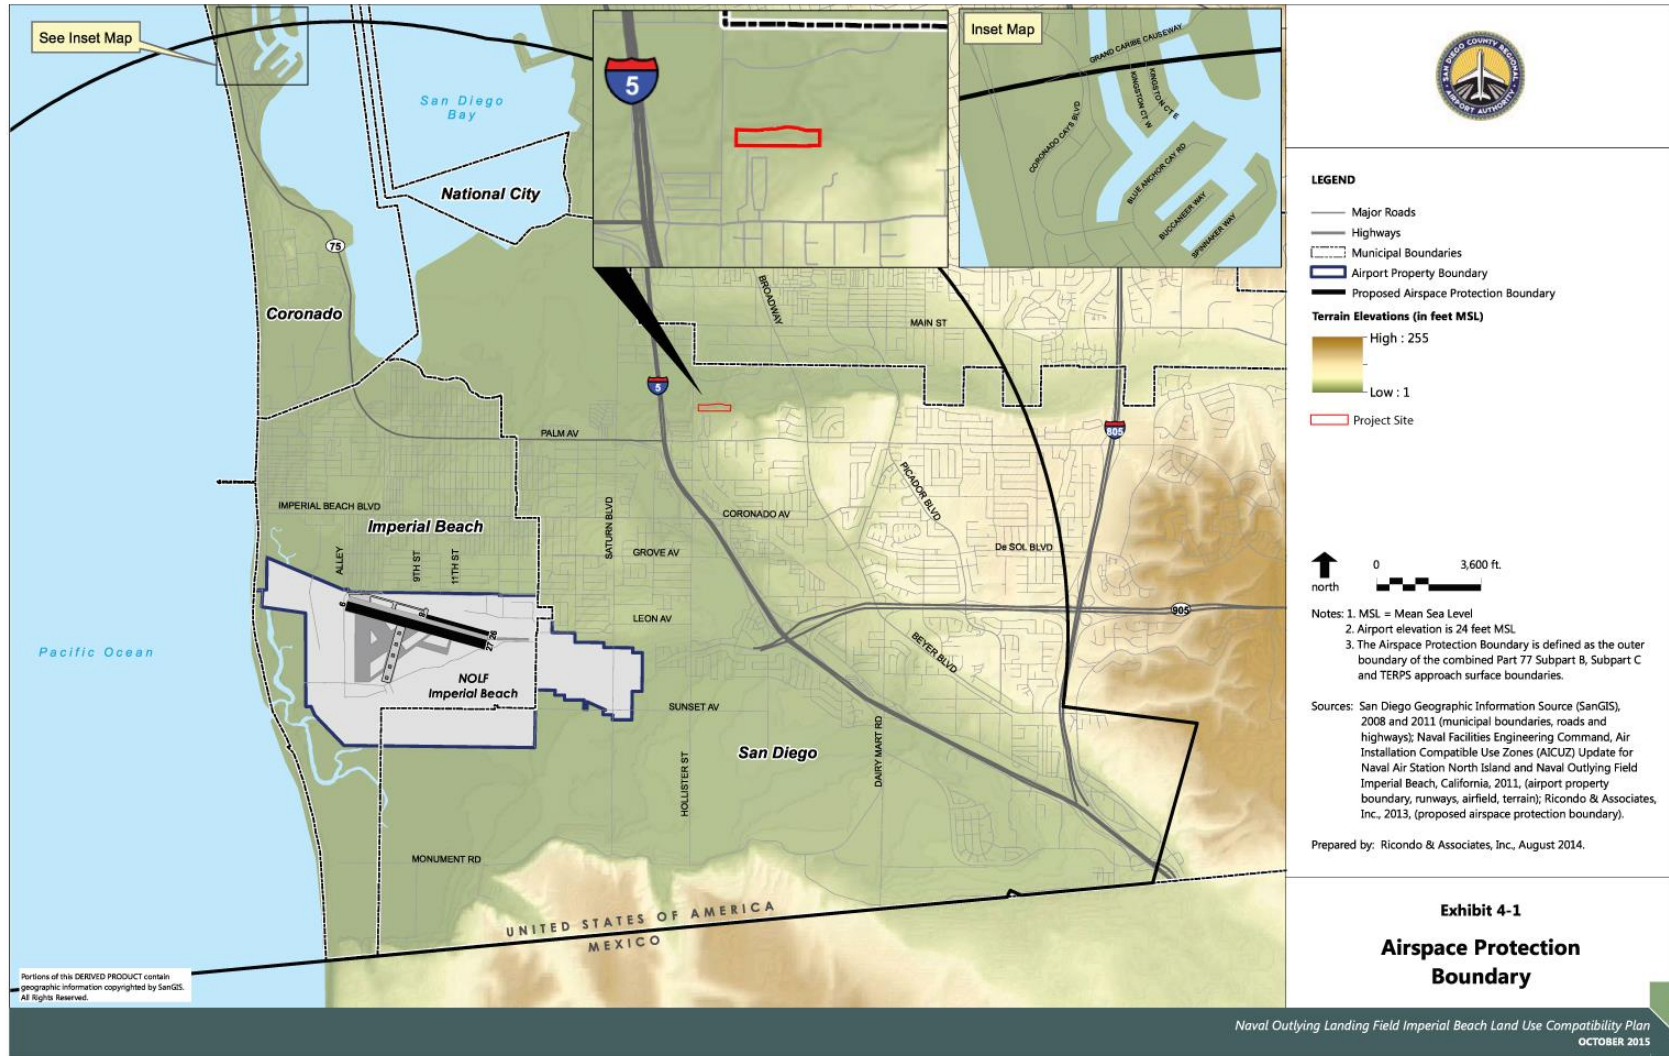 See Inset Map
San Diego
Bay
National City
75
Coronado
5
Inset Map
GRAND CARIBE CAUSEWAY
KINGSTON CT E
KINGSTON CT W
CORONADO CAYS BLVD
BLUE ANCHOR CAY RD
BUCCANEER WAY
SPINNAKER WAY
BROADWAY
MAIN ST
5
805
PALM AV
PICADOR BLVD
IMPERIAL BEACH BLVD
Imperial Beach
SATURN BLVD
CORONADO AV
GROVE AV
De SOL BLVD
ALLEY
9TH ST
11TH ST
905
LEON AV
BEYER BLVD
26
27
Pacific Ocean
NOLF
Imperial Beach
SUNSET AV
San Diego
DAIRY MART RD
HOLLISTER ST
MONUMENT RD
UNITED STATES OF AMERICA
MEXICO
Portions of this DERIVED PRODUCT contain
geographic information copyrighted by SanGIS.
All Rights Reserved.
SAN DIEGO COUNTY REGIONAL
AIRPORT AUTHORITY
LEGEND
Major Roads
Highways
Municipal Boundaries
Airport Property Boundary
Proposed Airspace Protection Boundary
Terrain Elevations (in feet MSL)
High : 255
Low : 1
Project Site
north
0 3,600 ft.
Notes: 1. MSL = Mean Sea Level
2. Airport elevation is 24 feet MSL
3. The Airspace Protection Boundary is defined as the outer
boundary of the combined Part 77 Subpart B, Subpart C
and TERPS approach surface boundaries.
Sources: San Diego Geographic Information Source (SanGIS),
2008 and 2011 (municipal boundaries, roads and
highways); Naval Facilities Engineering Command, Air
Installation Compatible Use Zones (AICUZ) Update for
Naval Air Station North Island and Naval Outlying Field
Imperial Beach, California, 2011, (airport property
boundary, runways, airfield, terrain); Ricondo & Associates,
Inc., 2013, (proposed airspace protection boundary).
Prepared by: Ricondo & Associates, Inc., August 2014.
Exhibit 4-1
Airspace Protection
Boundary
Naval Outlying Landing Field Imperial Beach Land Use Compatibility Plan
OCTOBER 2015